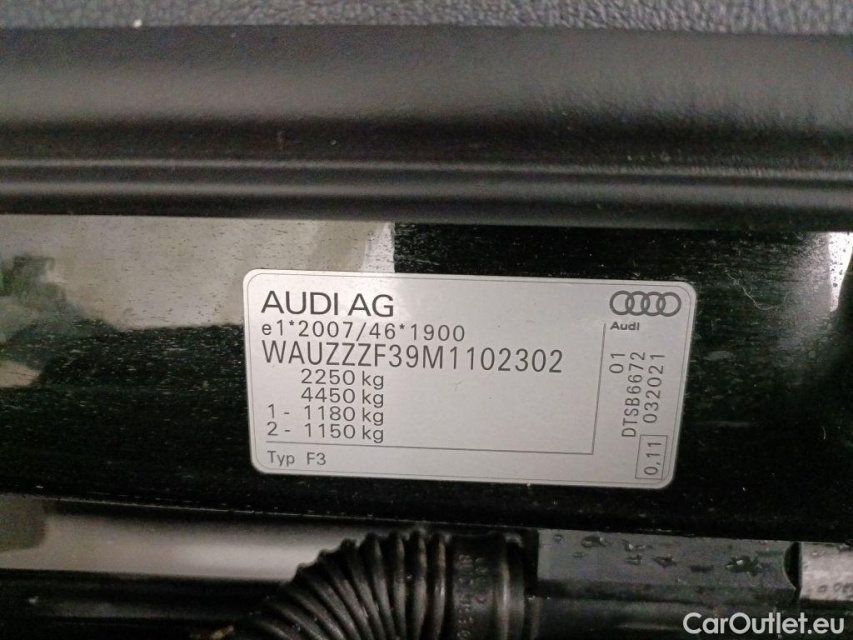 AUDI AG
e1*2007/46*1900
WAUZZZF39M1102302
2250 kg
4450 kg
1 - 1180 kg
2 - 1150 kg
Typ F3
Audi
01
DTSB6672
032021
0,11
CarOutlet.eu